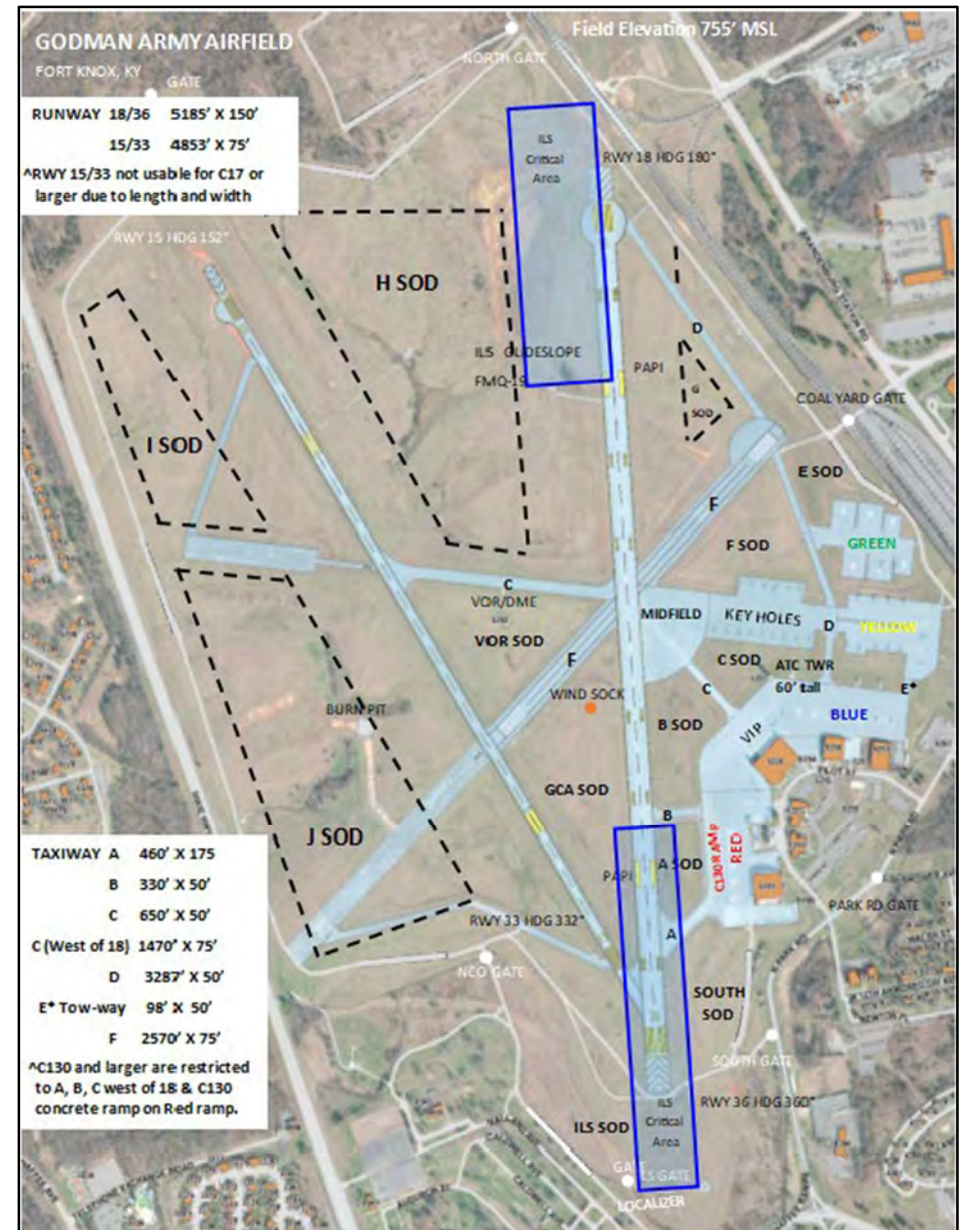 GODMAN ARMY AIRFIELD
FORT KNOX, KY
GATE
Field Elevation 755' MSL
NORTH GATE
RUNWAY 18/36 5185' X 150'
15/33 4853' X 75'
^RWY 15/33 not usable for C17 or
larger due to length and width
ILS
Critical
Area
RWY 18 HDG 180°
RWY 15 HDG 152°
H SOD
D
ILS GLIDESLOPE
PAPI
FMQ-19
G
SOD
COAL YARD GATE
I SOD
E SOD
F
F SOD
GREEN
C
VOR/DME
VOR SOD
MIDFIELD
KEY HOLES
D
YELLOW
F
C SOD
ATC TWR
60' tall
C
E*
WIND SOCK
BURN PIT
B SOD
VIP
BLUE
GCA SOD
B
J SOD
C130 RAMP
RED
A SOD
PAPI
PARK RD GATE
RWY 33 HDG 332°
A
NCO GATE
SOUTH
SOD
SOUTH GATE
TAXIWAY A 460' X 175
B 330' X 50'
C 650' X 50'
C (West of 18) 1470' X 75'
D 3287' X 50'
E* Tow-way 98' X 50'
F 2570' X 75'
^C130 and larger are restricted
to A, B, C west of 18 & C130
concrete ramp on Red ramp.
ILS SOD
ILS
Critical
Area
RWY 36 HDG 360°
GATE
LS GATE
LOCALIZER